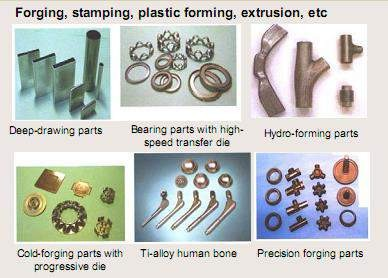 Forging, stamping, plastic forming, extrusion, etc
Deep-drawing parts
Bearing parts with high-
speed transfer die
Hydro-forming parts
Cold-forging parts with
progressive die
Ti-alloy human bone
Precision forging parts